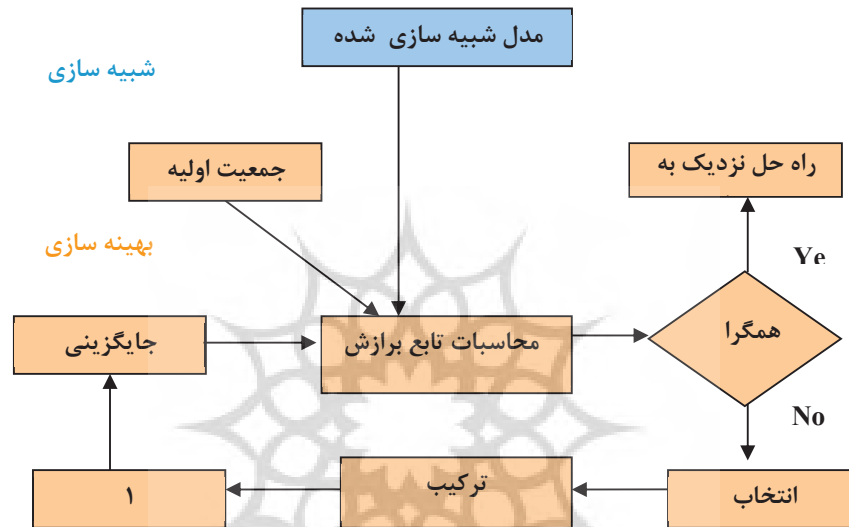 مدل شبیه سازی شده
شبیه سازی
جمعیت اولیه
راه حل نزدیک به
بهینه سازی
Ye
جایگزینی
محاسبات تابع برازش
همگرا
No
۱
ترکیب
انتخاب